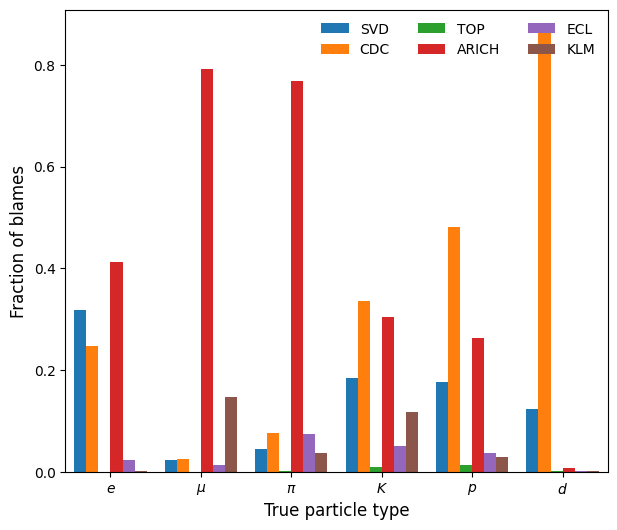 SVD TOP ECL
CDC ARICH KLM
0.8
0.6
0.4
0.2
0.0
Fraction of blames
e μ π K p d
True particle type